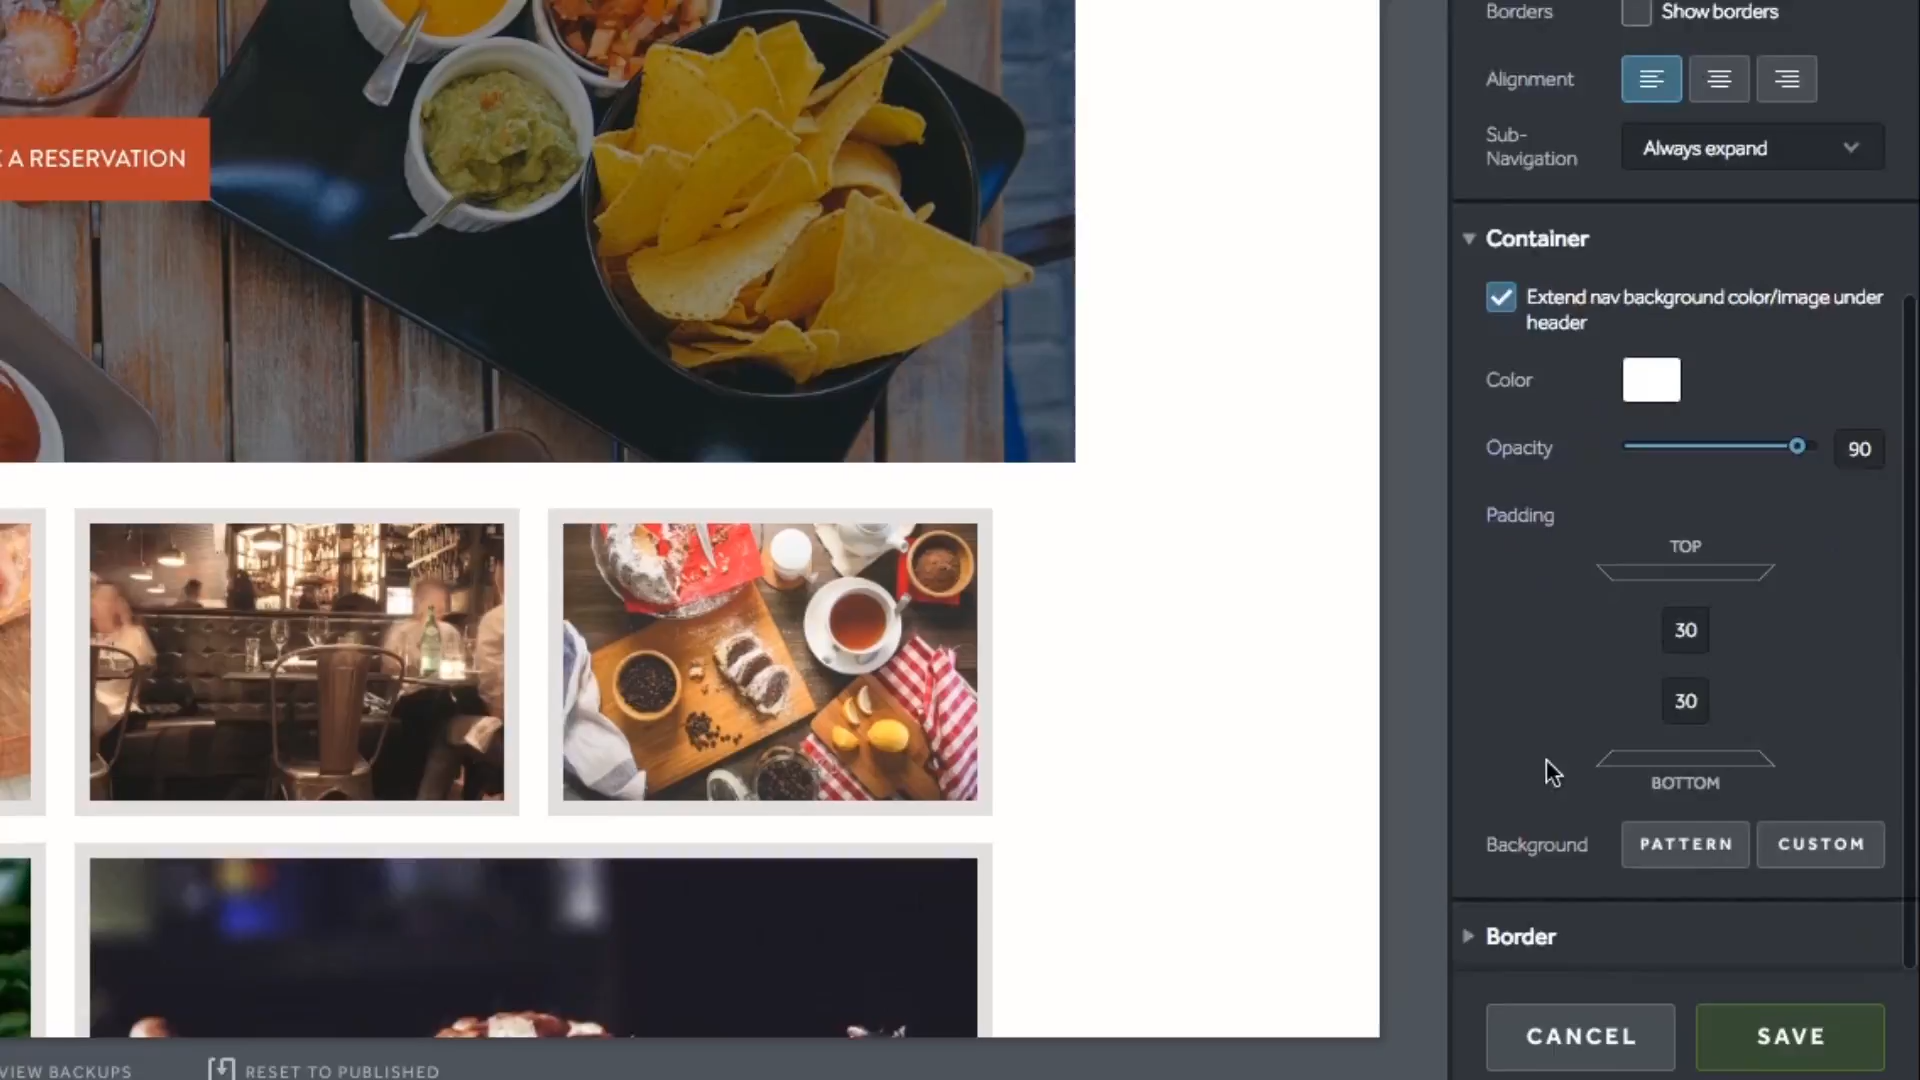 Borders
Show borders
Alignment
Sub-
Navigation
Always expand
A RESERVATION
Container
Extend nav background color/image under
header
Color
Opacity
90
Padding
TOP
30
30
BOTTOM
Background
PATTERN
CUSTOM
Border
CANCEL
SAVE
VIEW BACKUPS
RESET TO PUBLISHED